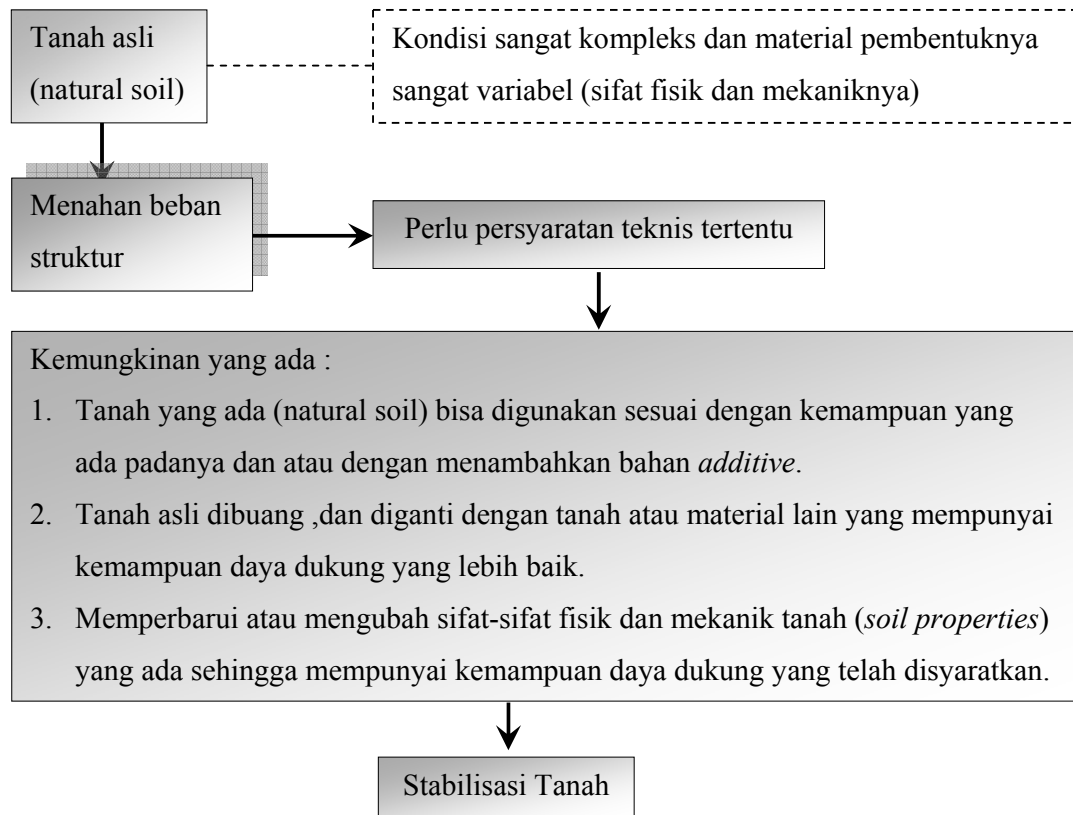 Tanah asli
(natural soil)
Kondisi sangat kompleks dan material pembentuknya
sangat variabel (sifat fisik dan mekaniknya)
Menahan beban
struktur
Perlu persyaratan teknis tertentu
Kemungkinan yang ada :
1. Tanah yang ada (natural soil) bisa digunakan sesuai dengan kemampuan yang
ada padanya dan atau dengan menambahkan bahan additive.
2. Tanah asli dibuang ,dan diganti dengan tanah atau material lain yang mempunyai
kemampuan daya dukung yang lebih baik.
3. Memperbarui atau mengubah sifat-sifat fisik dan mekanik tanah (soil properties)
yang ada sehingga mempunyai kemampuan daya dukung yang telah disyaratkan.
Stabilisasi Tanah